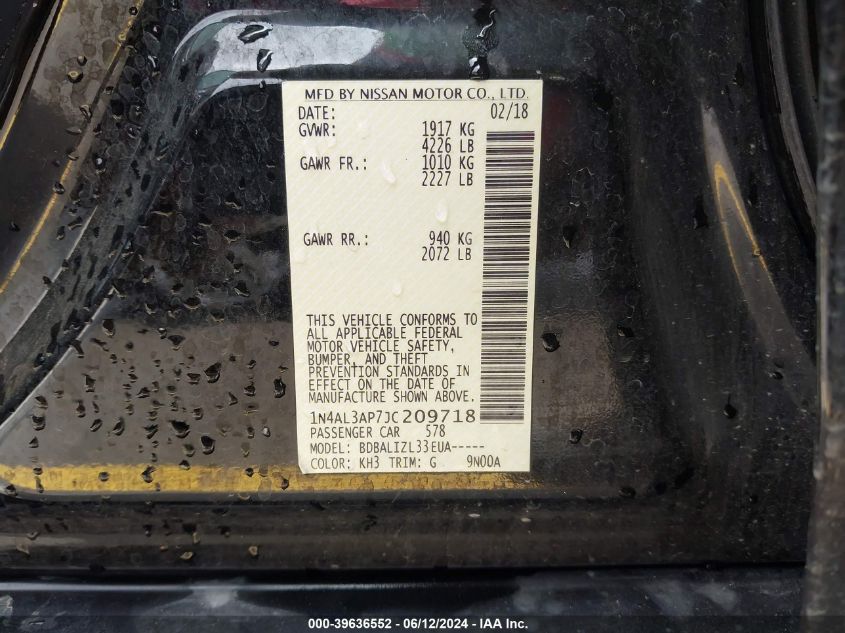 MFD BY NISSAN MOTOR CO., LTD.
DATE: 02/18
GVWR: 1917 KG
4226 LB
GAWR FR.: 1010 KG
2227 LB
GAWR RR.: 940 KG
2072 LB
THIS VEHICLE CONFORMS TO
ALL APPLICABLE FEDERAL
MOTOR VEHICLE SAFETY,
BUMPER, AND THEFT
PREVENTION STANDARDS IN
EFFECT ON THE DATE OF
MANUFACTURE SHOWN ABOVE.
1N4AL3AP7JC209718
PASSENGER CAR 578
MODEL: BDBALIZL33EUA-----
COLOR: KH3 TRIM: G 9N00A
000-39636552 - 06/12/2024 - IAA Inc.